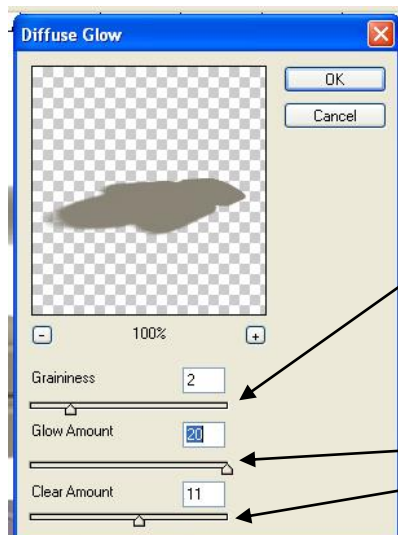 Diffuse Glow
OK
Cancel
- 100% +
Graininess 2
Glow Amount 20
Clear Amount 11